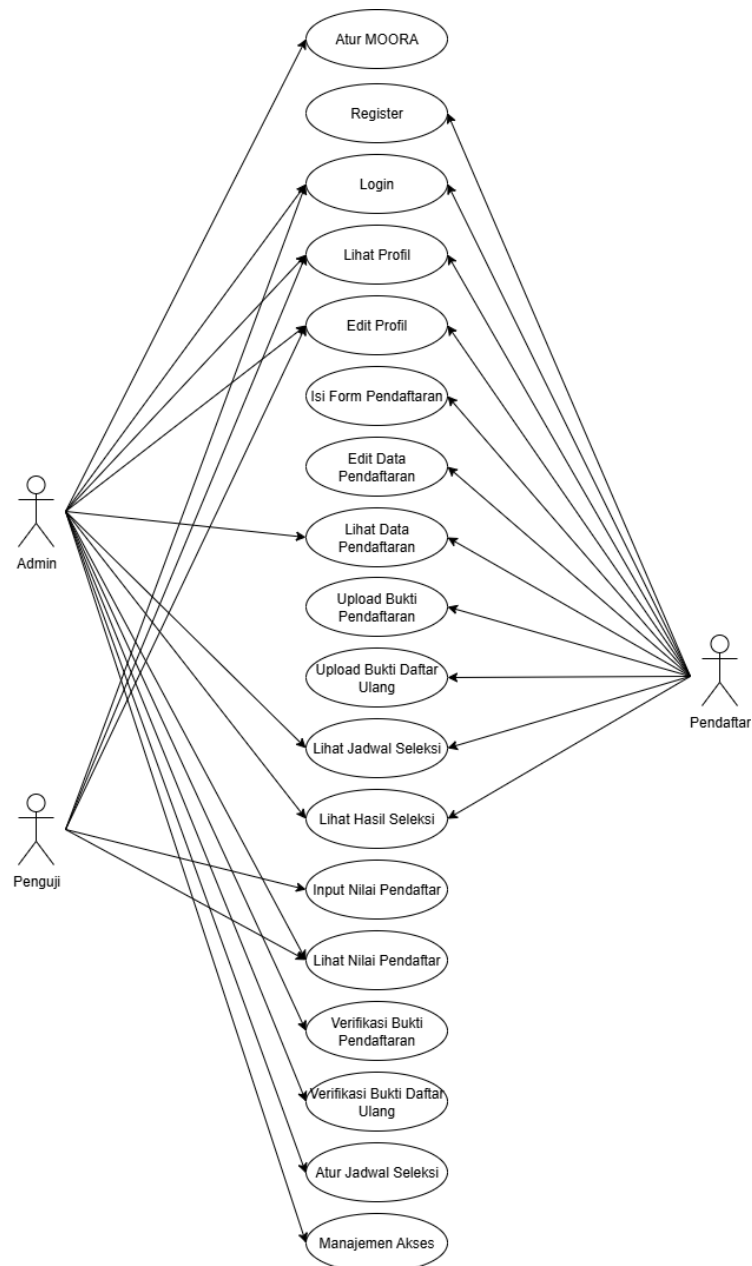 Atur MOORA
Register
Login
Lihat Profil
Edit Profil
Isi Form Pendaftaran
Edit Data
Pendaftaran
Admin
Lihat Data
Pendaftaran
Upload Bukti
Pendaftaran
Upload Bukti Daftar
Ulang
Pendaftar
Lihat Jadwal Seleksi
Lihat Hasil Seleksi
Penguji
Input Nilai Pendaftar
Lihat Nilai Pendaftar
Verifikasi Bukti
Pendaftaran
Verifikasi Bukti Daftar
Ulang
Atur Jadwal Seleksi
Manajemen Akses